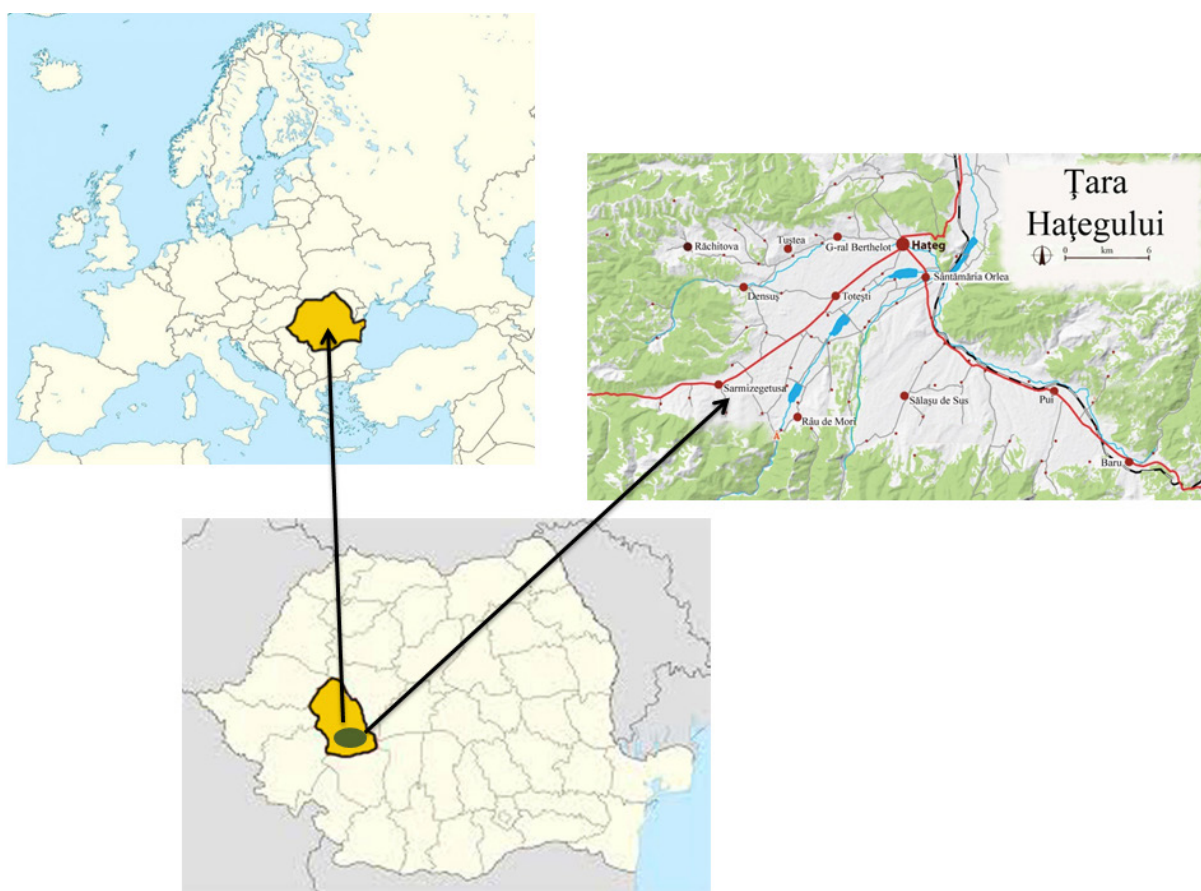 Ţara
Haţegului
0 km 6
Răchitova
Tuştea
G-ral Berthelot
Haţeg
Sântămăria Orlea
Densuş
Toteşti
Sarmizegetusa
Râu de Mori
Sălaşu de Sus
Pui
Baru
A